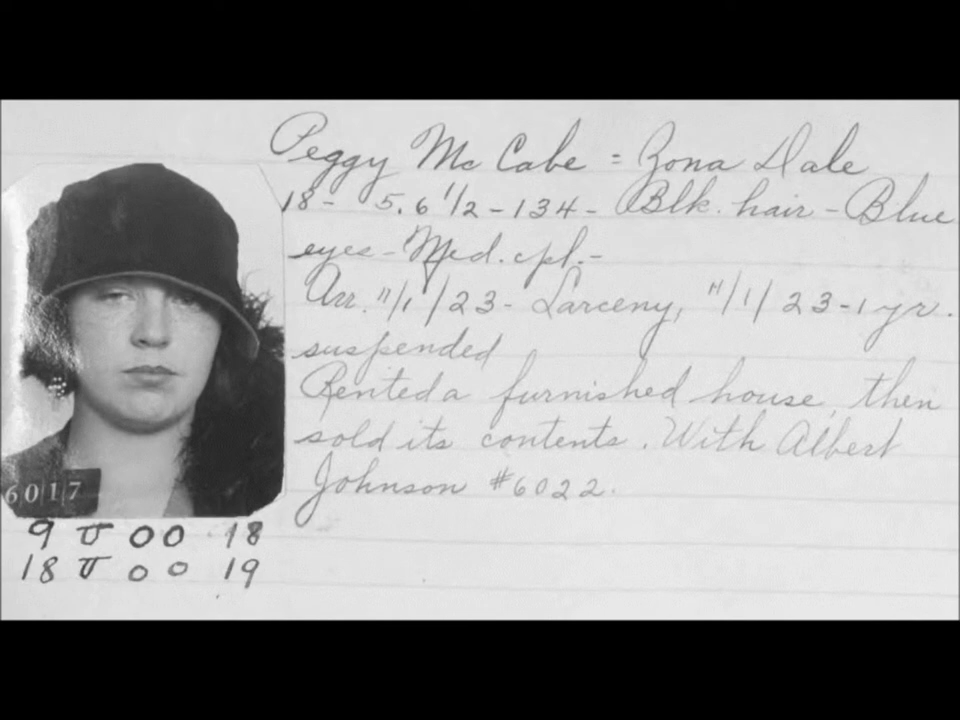 Peggy Mc Cabe = Zona Dale
18- 5.6 1/2 - 134 - Blk. hair - Blue
eyes - Med. cpl. -
Arr. 11/1/23 - Larceny, 11/1/23 - 1 yr.
suspended
Rented a furnished house, then
sold its contents. With Albert
Johnson #6022.
6017
9 U 00 18
18 U 00 19